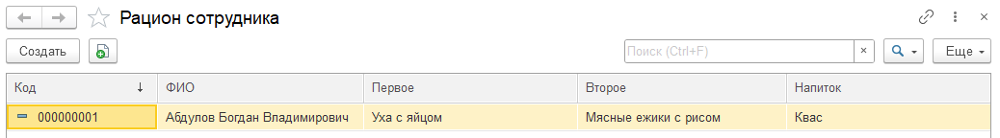 Рацион сотрудника
Создать Поиск (Ctrl+F) × Еще
Код ↓ ФИО Первое Второе Напиток
000000001 Абдулов Богдан Владимирович Уха с яйцом Мясные ежики с рисом Квас